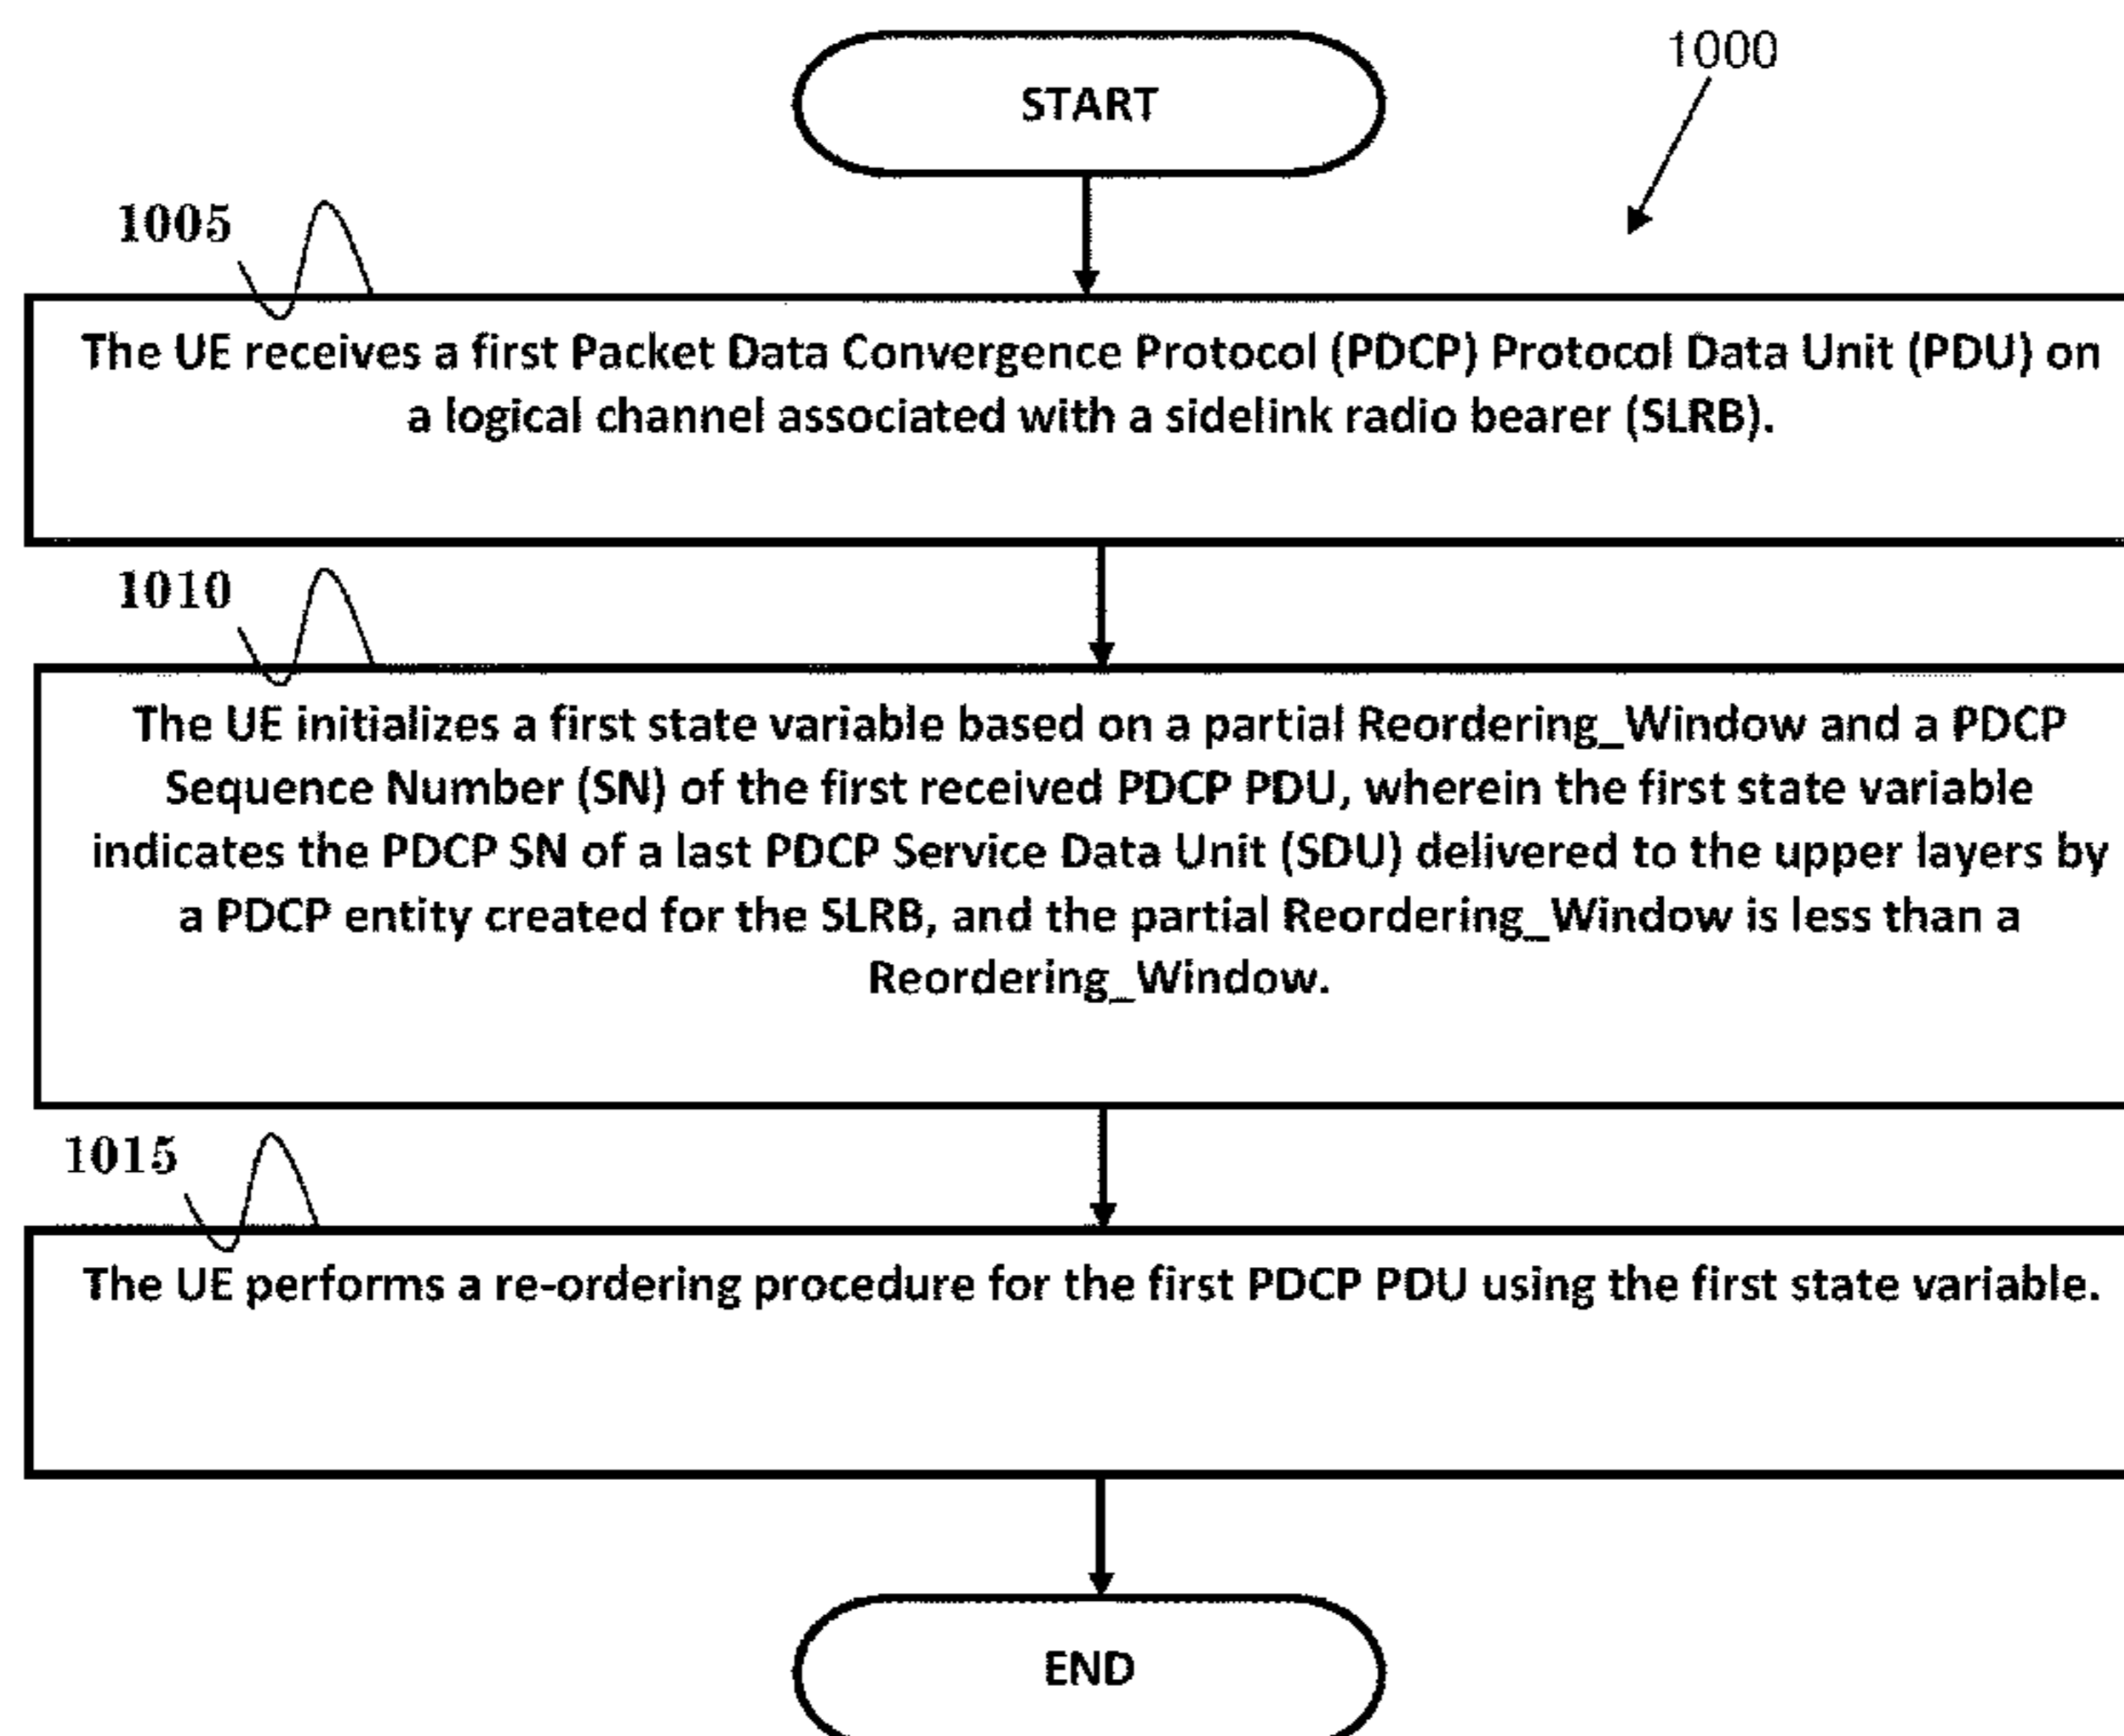 START
1000
1005
The UE receives a first Packet Data Convergence Protocol (PDCP) Protocol Data Unit (PDU) on
a logical channel associated with a sidelink radio bearer (SLRB).
1010
The UE initializes a first state variable based on a partial Reordering_Window and a PDCP
Sequence Number (SN) of the first received PDCP PDU, wherein the first state variable
indicates the PDCP SN of a last PDCP Service Data Unit (SDU) delivered to the upper layers by
a PDCP entity created for the SLRB, and the partial Reordering_Window is less than a
Reordering_Window.
1015
The UE performs a re-ordering procedure for the first PDCP PDU using the first state variable.
END